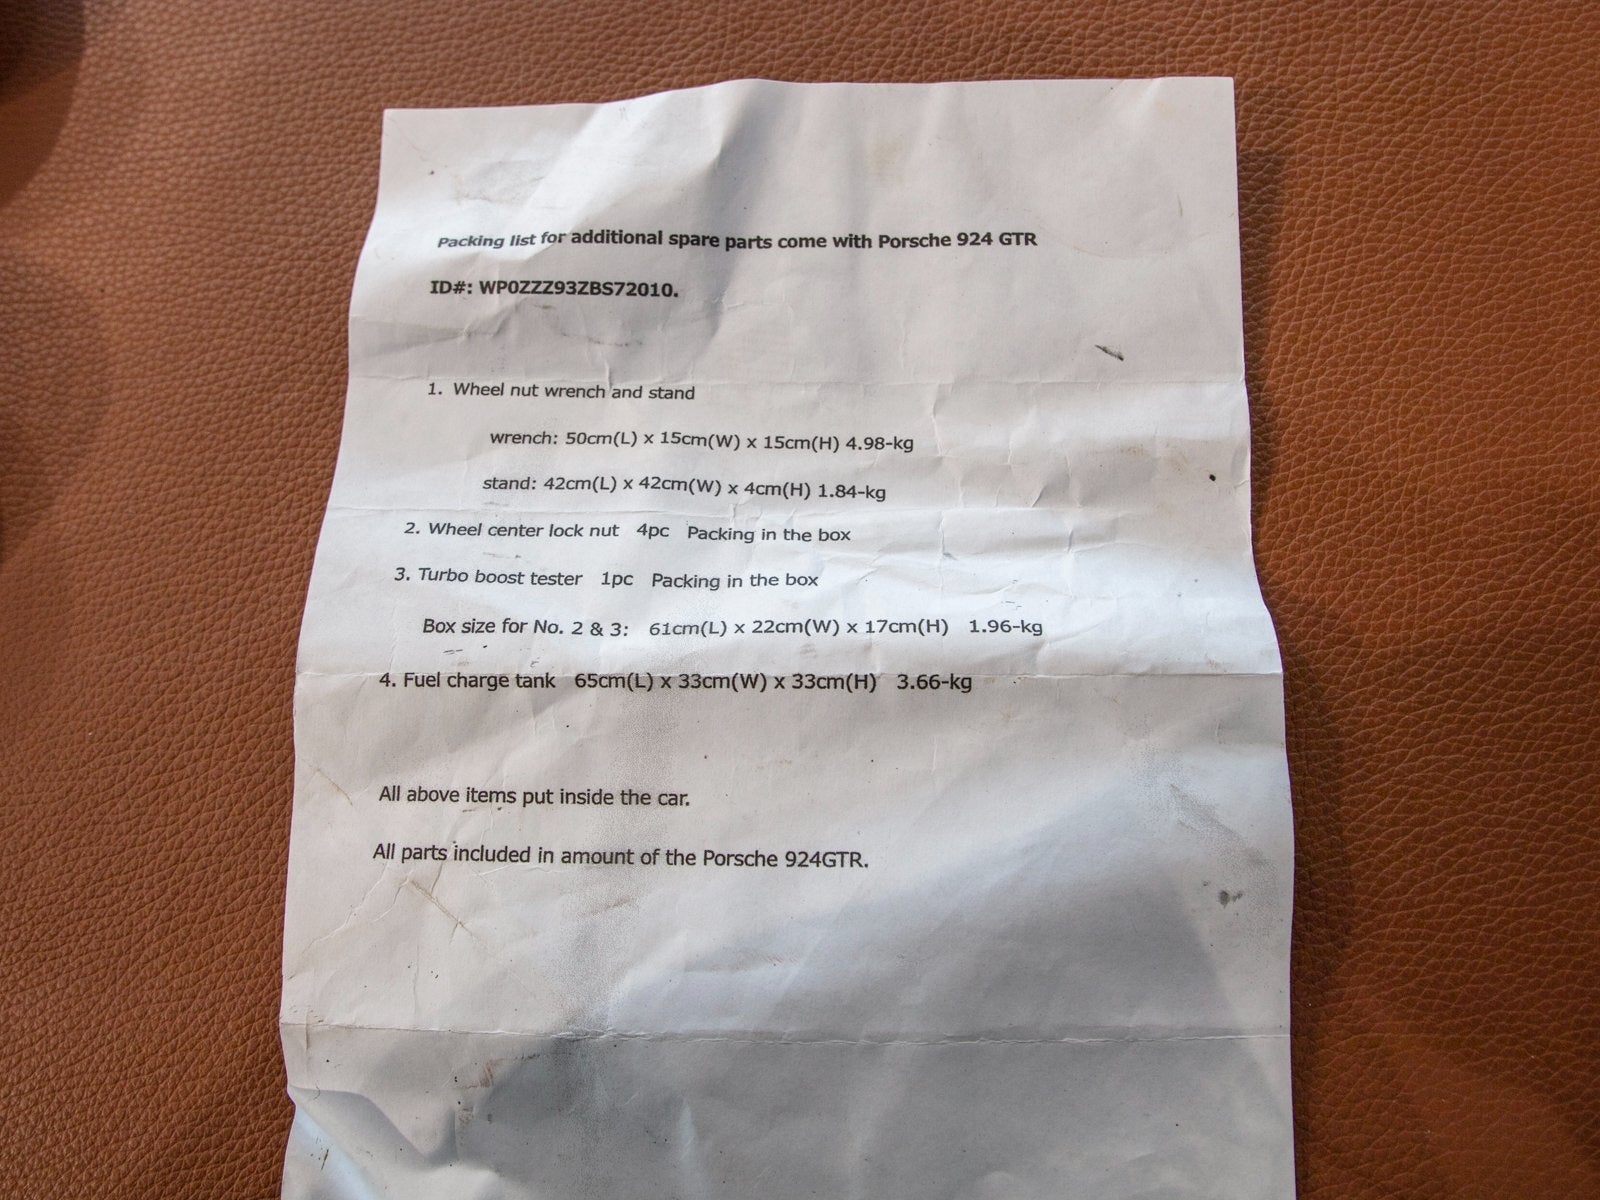 Packing list for additional spare parts come with Porsche 924 GTR
ID#: WP0ZZZ93ZBS72010.
1. Wheel nut wrench and stand
wrench: 50cm(L) x 15cm(W) x 15cm(H) 4.98-kg
stand: 42cm(L) x 42cm(W) x 4cm(H) 1.84-kg
2. Wheel center lock nut 4pc Packing in the box
3. Turbo boost tester 1pc Packing in the box
Box size for No. 2 & 3: 61cm(L) x 22cm(W) x 17cm(H) 1.96-kg
4. Fuel charge tank 65cm(L) x 33cm(W) x 33cm(H) 3.66-kg
All above items put inside the car.
All parts included in amount of the Porsche 924GTR.